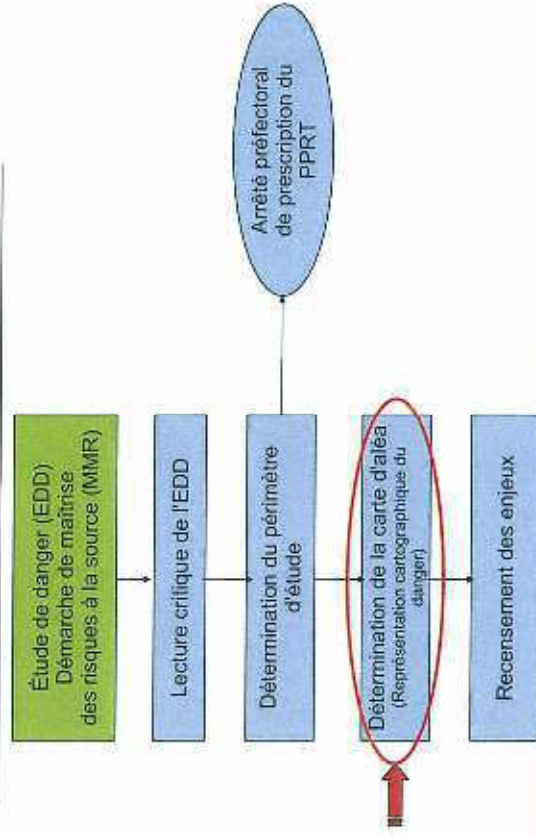 Étude de danger (EDD)
Démarche de maîtrise
des risques à la source (MMR)
Lecture critique de l'EDD
Détermination du périmètre
d'étude
Arrêté préfectoral
de prescription du
PPRT
Détermination de la carte d'aléa
(Représentation cartographique du
danger)
Recensement des enjeux